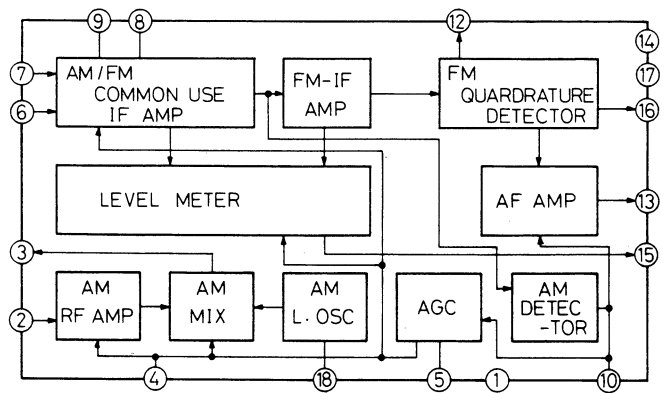 ⑨ ⑧ ⑫ ⑭
⑦ AM/FM FM-IF FM ⑰
COMMON USE AMP QUARDRATURE
⑥ IF AMP DETECTOR ⑯
LEVEL METER AF AMP ⑬
③ ⑮
AM AM AM AGC AM
② RF AMP MIX L. OSC DETEC
-TOR
④ ⑱ ⑤ ① ⑩